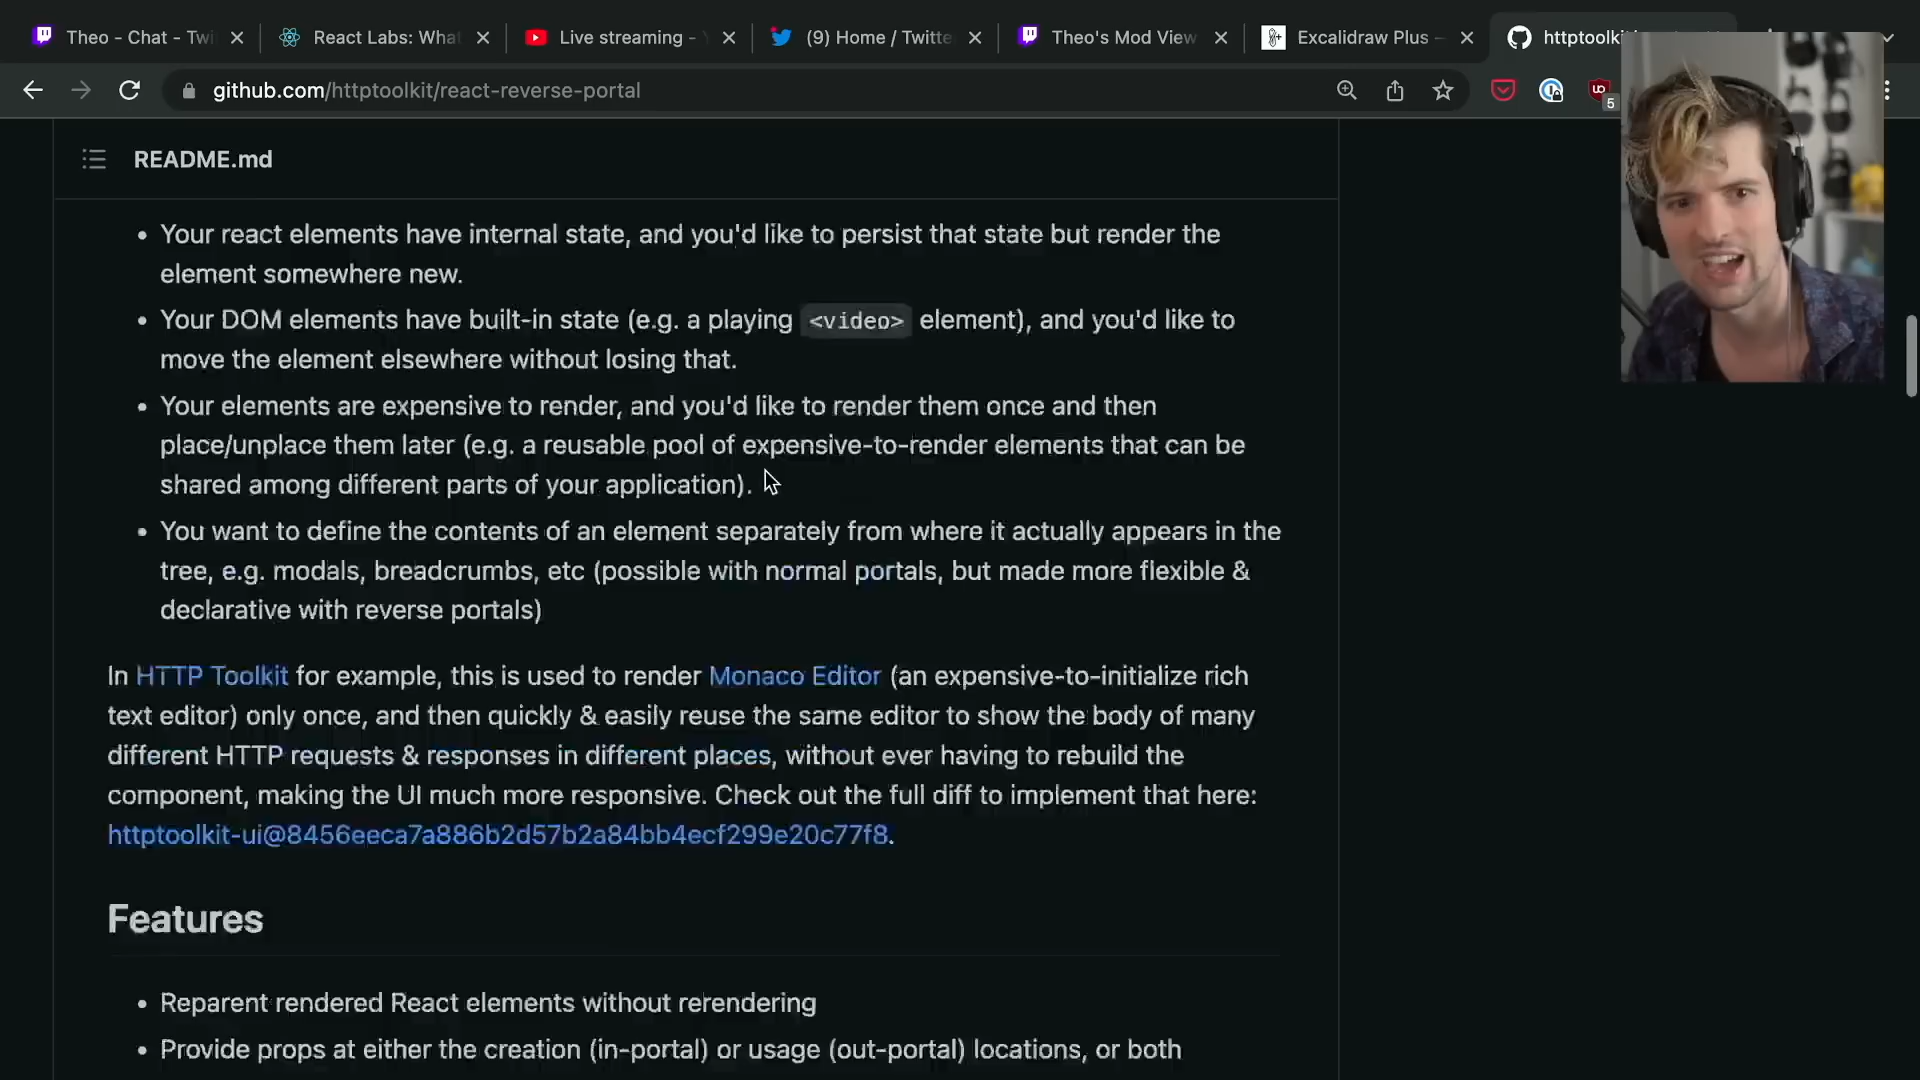 Theo - Chat - Twi
React Labs: What
Live streaming -
(9) Home / Twitte
Theo's Mod View
Excalidraw Plus –
httptoolki
github.com/httptoolkit/react-reverse-portal
5
README.md
• Your react elements have internal state, and you'd like to persist that state but render the
element somewhere new.
• Your DOM elements have built-in state (e.g. a playing <video> element), and you'd like to
move the element elsewhere without losing that.
• Your elements are expensive to render, and you'd like to render them once and then
place/unplace them later (e.g. a reusable pool of expensive-to-render elements that can be
shared among different parts of your application).
• You want to define the contents of an element separately from where it actually appears in the
tree, e.g. modals, breadcrumbs, etc (possible with normal portals, but made more flexible &
declarative with reverse portals)
In HTTP Toolkit for example, this is used to render Monaco Editor (an expensive-to-initialize rich
text editor) only once, and then quickly & easily reuse the same editor to show the body of many
different HTTP requests & responses in different places, without ever having to rebuild the
component, making the UI much more responsive. Check out the full diff to implement that here:
httptoolkit-ui@8456eeca7a886b2d57b2a84bb4ecf299e20c77f8.
Features
• Reparent rendered React elements without rerendering
• Provide props at either the creation (in-portal) or usage (out-portal) locations, or both